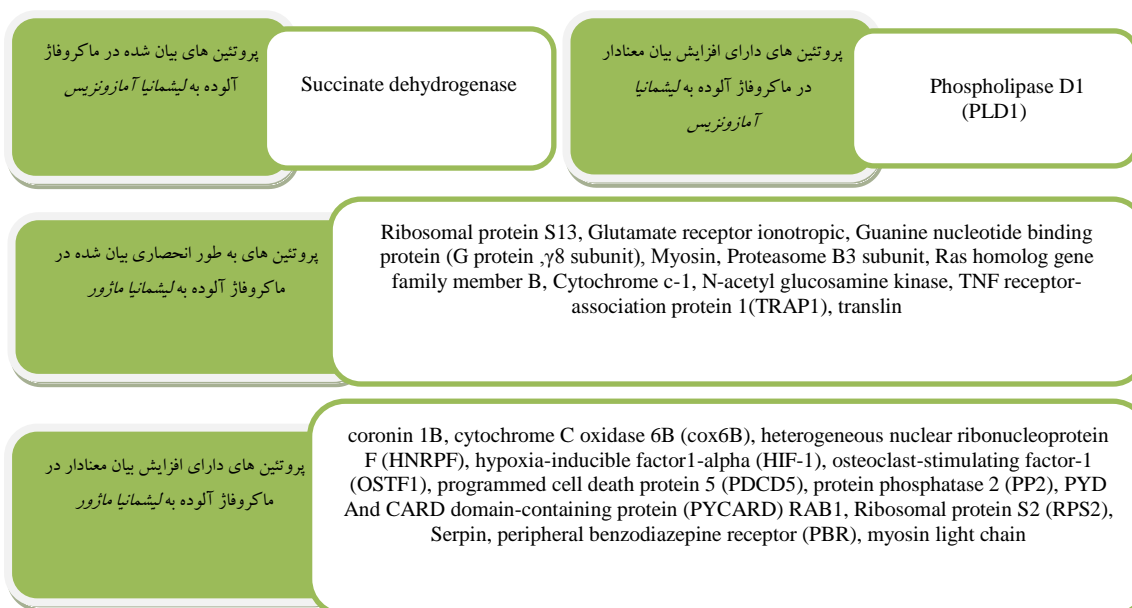 پروتئین های بیان شده در ماکروفاژ
آلوده به لیشمانیا آمازونزیس
Succinate dehydrogenase
پروتئین های دارای افزایش بیان معنادار
در ماکروفاژ آلوده به لیشمانیا
آمازونزیس
Phospholipase D1
(PLD1)
پروتئین های به طور انحصاری بیان شده در
ماکروفاژ آلوده به لیشمانیا ماژور
Ribosomal protein S13, Glutamate receptor ionotropic, Guanine nucleotide binding
protein (G protein ,γ8 subunit), Myosin, Proteasome B3 subunit, Ras homolog gene
family member B, Cytochrome c-1, N-acetyl glucosamine kinase, TNF receptor-
association protein 1(TRAP1), translin
پروتئین های دارای افزایش بیان معنادار در
ماکروفاژ آلوده به لیشمانیا ماژور
coronin 1B, cytochrome C oxidase 6B (cox6B), heterogeneous nuclear ribonucleoprotein
F (HNRPF), hypoxia-inducible factor1-alpha (HIF-1), osteoclast-stimulating factor-1
(OSTF1), programmed cell death protein 5 (PDCD5), protein phosphatase 2 (PP2), PYD
And CARD domain-containing protein (PYCARD) RAB1, Ribosomal protein S2 (RPS2),
Serpin, peripheral benzodiazepine receptor (PBR), myosin light chain